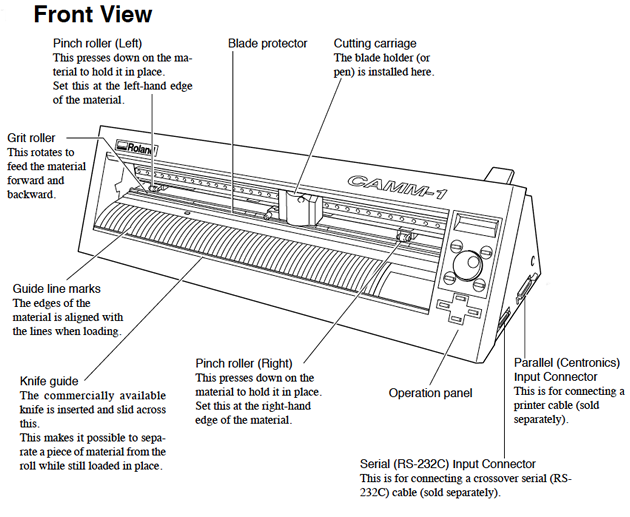 Front View
Pinch roller (Left)
This presses down on the ma-
terial to hold it in place.
Set this at the left-hand edge
of the material.
Blade protector
Cutting carriage
The blade holder (or
pen) is installed here.
Grit roller
This rotates to
feed the material
forward and
backward.
Roland
CAMM-1
Guide line marks
The edges of the
material is aligned with
the lines when loading.
Knife guide
The commercially available
knife is inserted and slid across
this.
This makes it possible to sepa-
rate a piece of material from the
roll while still loaded in place.
Pinch roller (Right)
This presses down on the
material to hold it in place.
Set this at the right-hand
edge of the material.
Operation panel
Parallel (Centronics)
Input Connector
This is for connecting a
printer cable (sold
separately).
Serial (RS-232C) Input Connector
This is for connecting a crossover serial (RS-
232C) cable (sold separately).